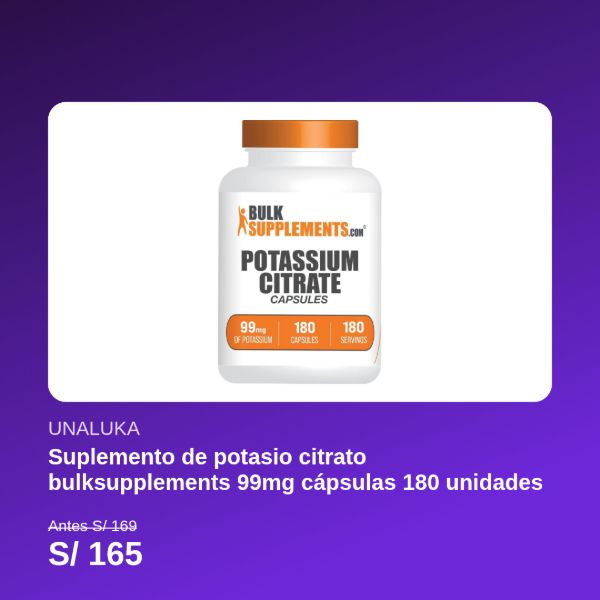 BULK
SUPPLEMENTS.COM®
POTASSIUM
CITRATE
CAPSULES
99mg OF POTASSIUM
180 CAPSULES
180 SERVINGS
UNALUKA
Suplemento de potasio citrato
bulksupplements 99mg cápsulas 180 unidades
Antes S/ 169
S/ 165